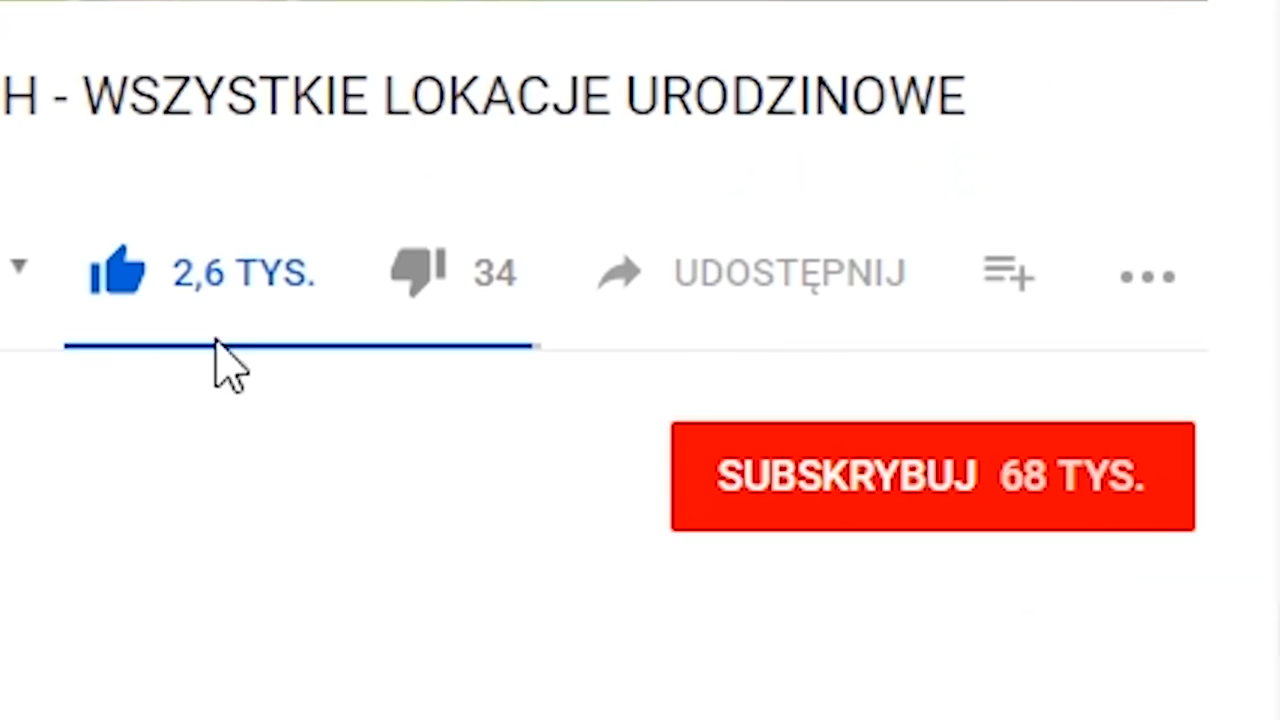 H - WSZYSTKIE LOKACJE URODZINOWE
2,6 TYS. 34 UDOSTĘPNIJ
SUBSKRYBUJ 68 TYS.